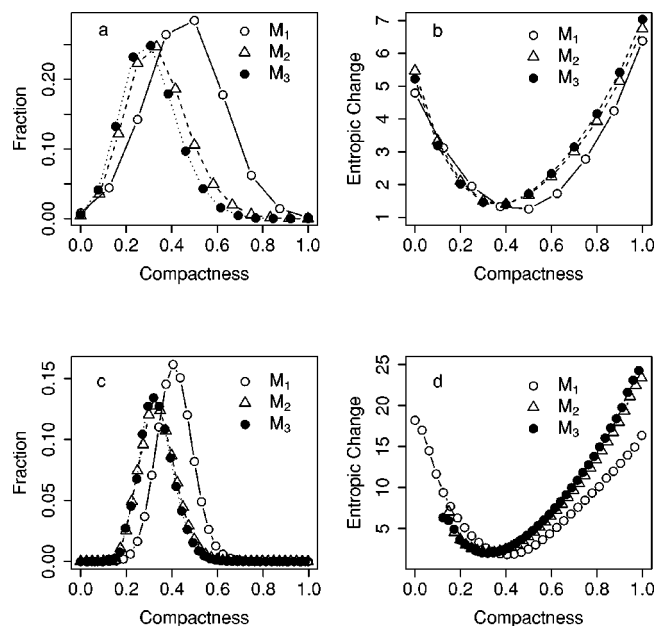 a
M1
M2
M3
Fraction
0.00
0.10
0.20
0.0 0.2 0.4 0.6 0.8 1.0
Compactness
b
M1
M2
M3
Entropic Change
1 2 3 4 5 6 7
0.0 0.2 0.4 0.6 0.8 1.0
Compactness
c
M1
M2
M3
Fraction
0.00
0.05
0.10
0.15
0.0 0.2 0.4 0.6 0.8 1.0
Compactness
d
M1
M2
M3
Entropic Change
5 10 15 20 25
0.0 0.2 0.4 0.6 0.8 1.0
Compactness